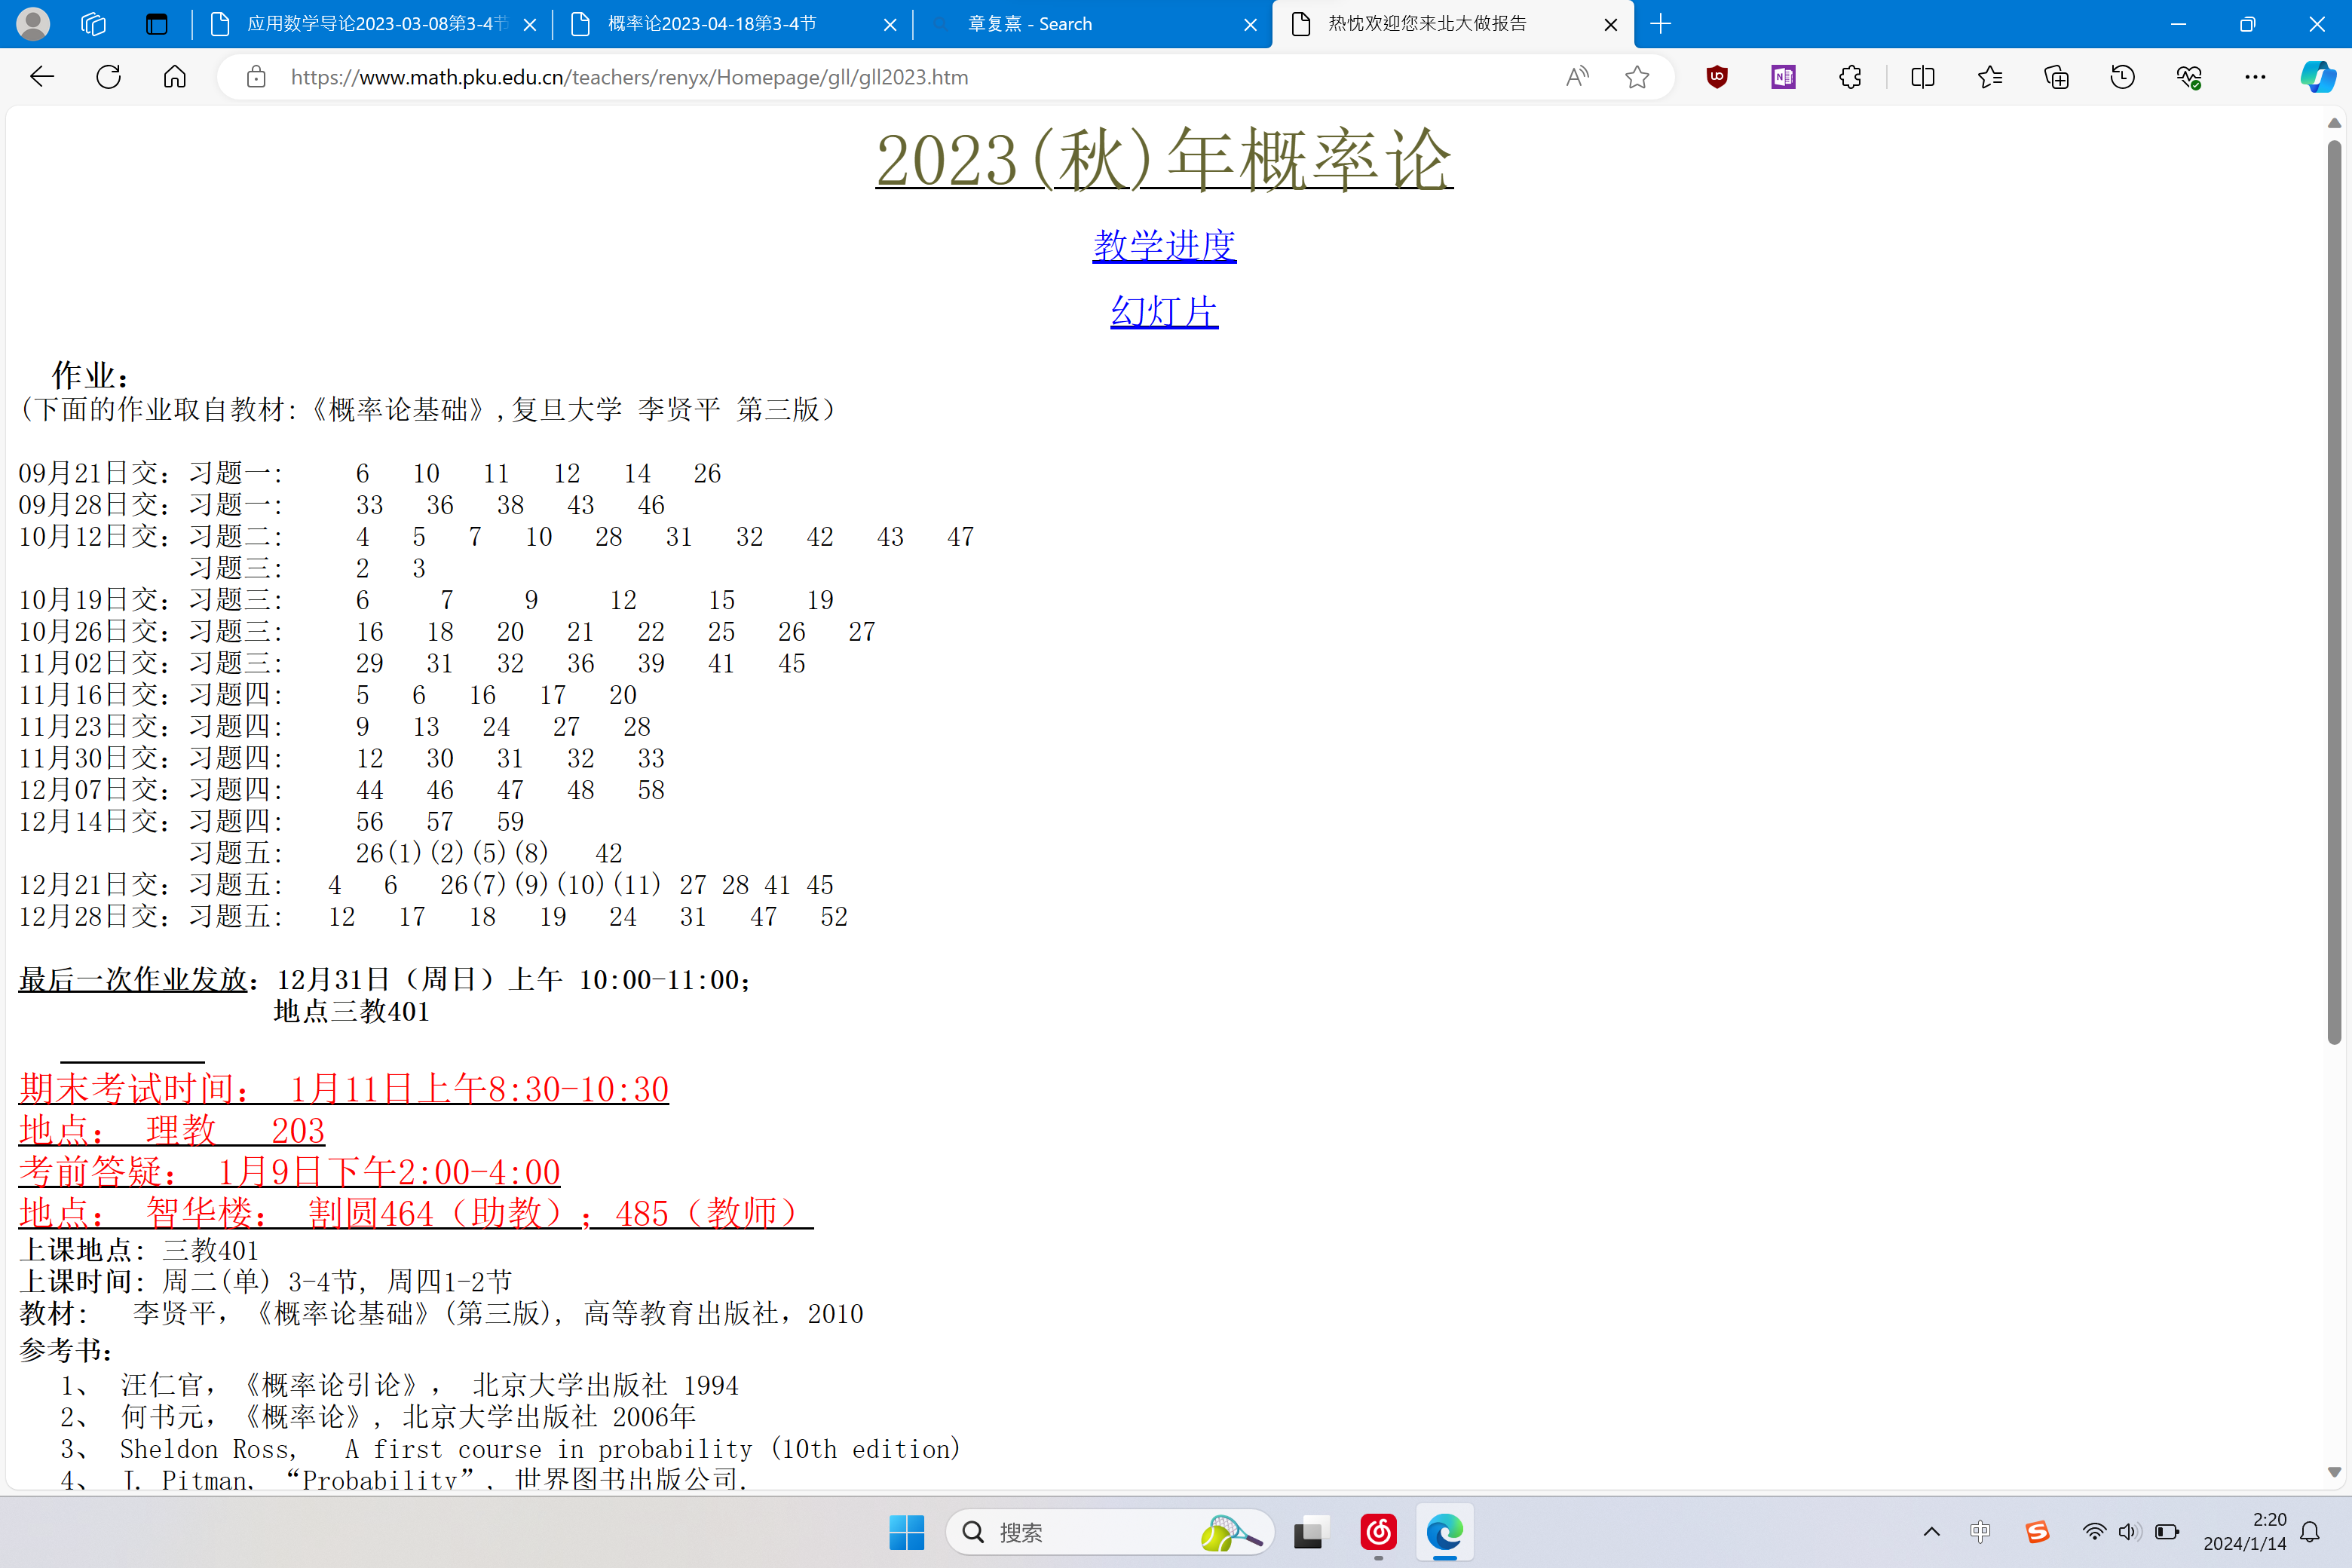 应用数学导论2023-03-08第3-4节
概率论2023-04-18第3-4节
章复熹 - Search
热忱欢迎您来北大做报告
https://www.math.pku.edu.cn/teachers/renyx/Homepage/gll/gll2023.htm
2023(秋)年概率论
教学进度
幻灯片
作业：
(下面的作业取自教材:《概率论基础》,复旦大学 李贤平 第三版)
09月21日交：习题一： 6 10 11 12 14 26
09月28日交：习题一： 33 36 38 43 46
10月12日交：习题二： 4 5 7 10 28 31 32 42 43 47
习题三： 2 3
10月19日交：习题三： 6 7 9 12 15 19
10月26日交：习题三： 16 18 20 21 22 25 26 27
11月02日交：习题三： 29 31 32 36 39 41 45
11月16日交：习题四： 5 6 16 17 20
11月23日交：习题四： 9 13 24 27 28
11月30日交：习题四： 12 30 31 32 33
12月07日交：习题四： 44 46 47 48 58
12月14日交：习题四： 56 57 59
习题五： 26(1)(2)(5)(8) 42
12月21日交：习题五： 4 6 26(7)(9)(10)(11) 27 28 41 45
12月28日交：习题五： 12 17 18 19 24 31 47 52
最后一次作业发放：12月31日（周日）上午 10:00-11:00；
地点三教401
期末考试时间： 1月11日上午8:30-10:30
地点： 理教 203
考前答疑： 1月9日下午2:00-4:00
地点： 智华楼： 割圆464（助教）；485（教师）
上课地点: 三教401
上课时间: 周二(单) 3-4节, 周四1-2节
教材: 李贤平，《概率论基础》(第三版), 高等教育出版社，2010
参考书：
1、 汪仁官，《概率论引论》， 北京大学出版社 1994
2、 何书元，《概率论》, 北京大学出版社 2006年
3、 Sheldon Ross, A first course in probability (10th edition)
4、 J. Pitman, “Probability”, 世界图书出版公司.
搜索
中
2:20
2024/1/14